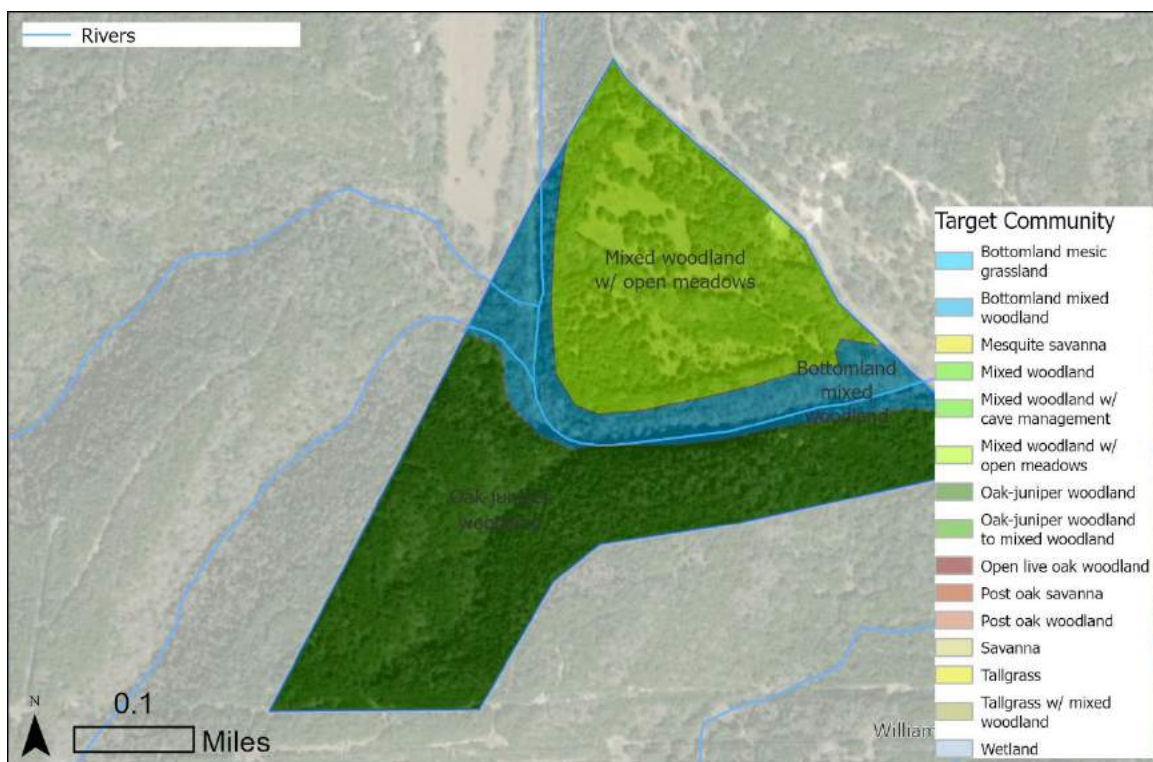 Rivers
Mixed woodland
w/ open meadows
Bottomland
mixed
woodland
Oak-juniper
woodland
Target Community
Bottomland mesic
grassland
Bottomland mixed
woodland
Mesquite savanna
Mixed woodland
Mixed woodland w/
cave management
Mixed woodland w/
open meadows
Oak-juniper woodland
Oak-juniper woodland
to mixed woodland
Open live oak woodland
Post oak savanna
Post oak woodland
Savanna
Tallgrass
Tallgrass w/ mixed
woodland
Wetland
N
0.1
Miles
William